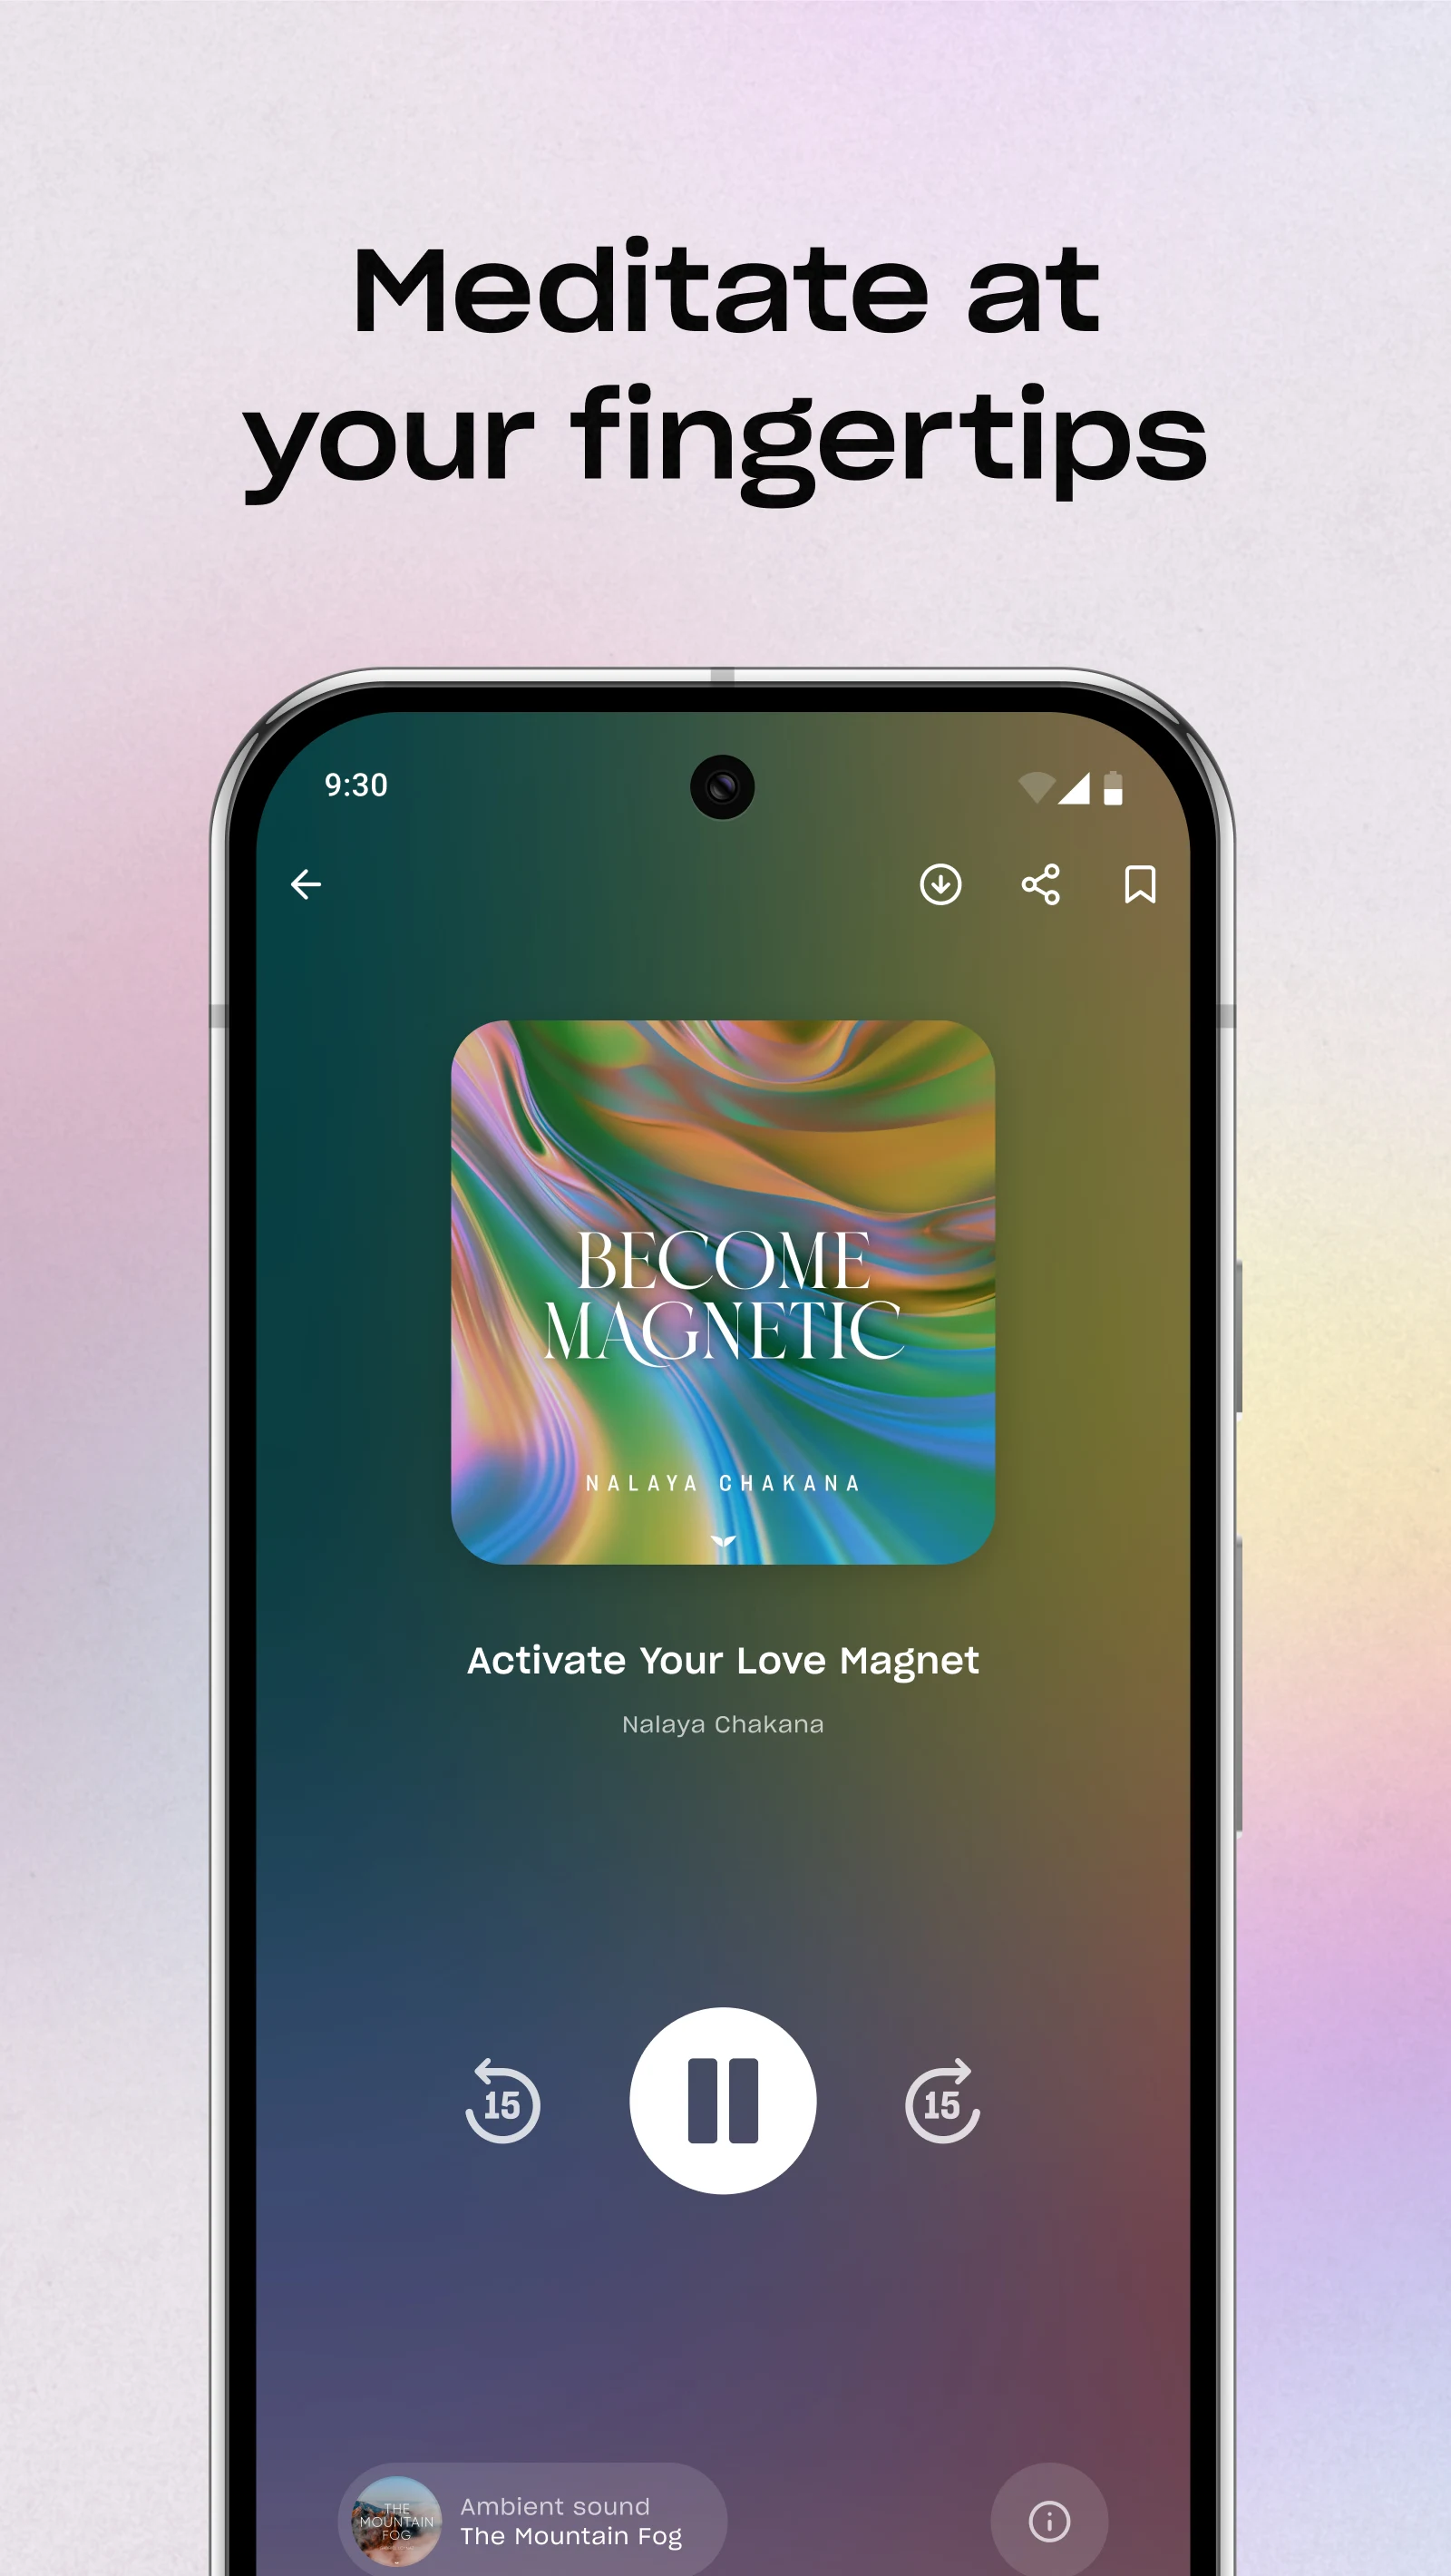 Meditate at
your fingertips
9:30
BECOME
MAGNETIC
NALAYA CHAKANA
Activate Your Love Magnet
Nalaya Chakana
15
15
THE
MOUNTAIN
FOG
Ambient sound
The Mountain Fog